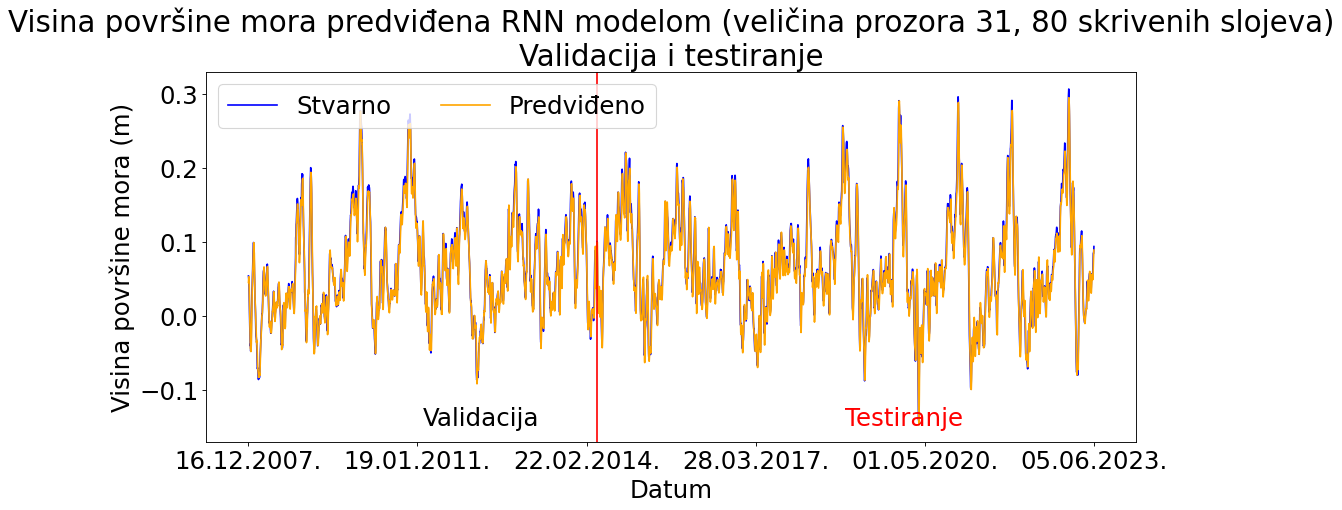 Visina površine mora predviđena RNN modelom (veličina prozora 31, 80 skrivenih slojeva)
Validacija i testiranje
Stvarno
Predviđeno
Visina površine mora (m)
0.3
0.2
0.1
0.0
−0.1
Validacija
Testiranje
16.12.2007.
19.01.2011.
22.02.2014.
28.03.2017.
01.05.2020.
05.06.2023.
Datum